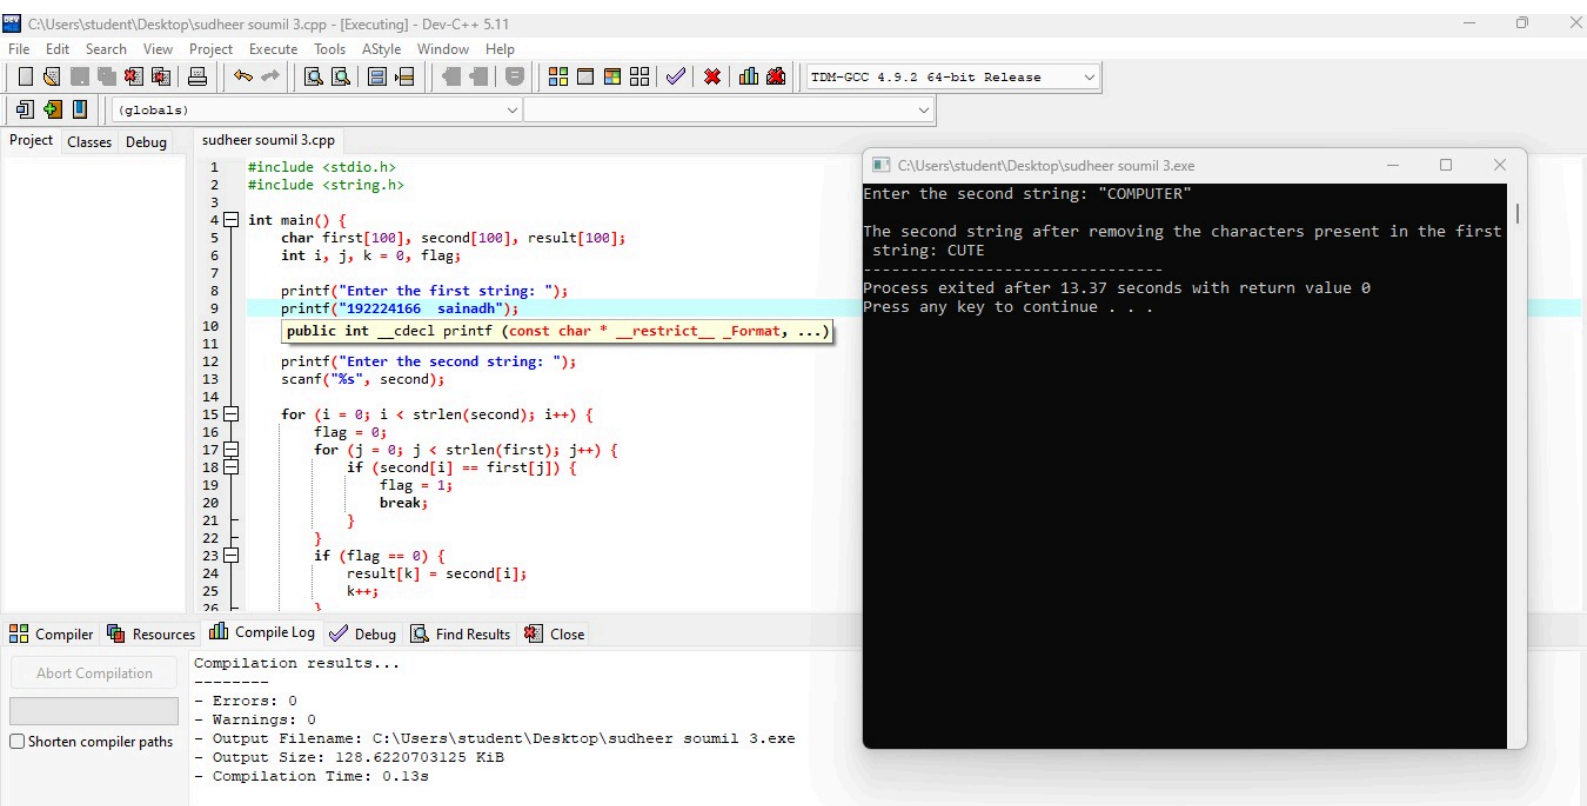 C:\Users\student\Desktop\sudheer soumil 3.cpp - [Executing] - Dev-C++ 5.11
File Edit Search View Project Execute Tools AStyle Window Help
TDM-GCC 4.9.2 64-bit Release
(globals)
Project Classes Debug
sudheer soumil 3.cpp
1 #include <stdio.h>
2 #include <string.h>
3
4 int main() {
5 char first[100], second[100], result[100];
6 int i, j, k = 0, flag;
7
8 printf("Enter the first string: ");
9 printf("192224166  sainadh");
10
public int __cdecl printf (const char * __restrict__ _Format, ...)
11
12 printf("Enter the second string: ");
13 scanf("%s", second);
14
15 for (i = 0; i < strlen(second); i++) {
16 flag = 0;
17 for (j = 0; j < strlen(first); j++) {
18 if (second[i] == first[j]) {
19 flag = 1;
20 break;
21 }
22 }
23 if (flag == 0) {
24 result[k] = second[i];
25 k++;
26 }
C:\Users\student\Desktop\sudheer soumil 3.exe
Enter the second string: "COMPUTER"
The second string after removing the characters present in the first
string: CUTE
--------------------------------
Process exited after 13.37 seconds with return value 0
Press any key to continue . . .
Compiler Resources Compile Log Debug Find Results Close
Abort Compilation
Shorten compiler paths
Compilation results...
--------
- Errors: 0
- Warnings: 0
- Output Filename: C:\Users\student\Desktop\sudheer soumil 3.exe
- Output Size: 128.6220703125 KiB
- Compilation Time: 0.13s